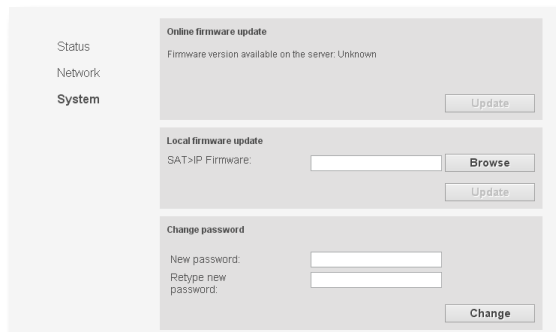 Status
Network
System
Online firmware update
Firmware version available on the server: Unknown
Update
Local firmware update
SAT>IP Firmware:
Browse
Update
Change password
New password:
Retype new
password:
Change